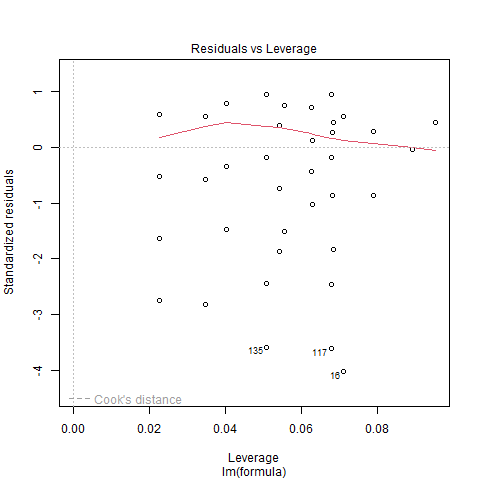 Residuals vs Leverage
Standardized residuals
1
0
-1
-2
-3
-4
135
117
16
Cook's distance
0.00 0.02 0.04 0.06 0.08
Leverage
lm(formula)